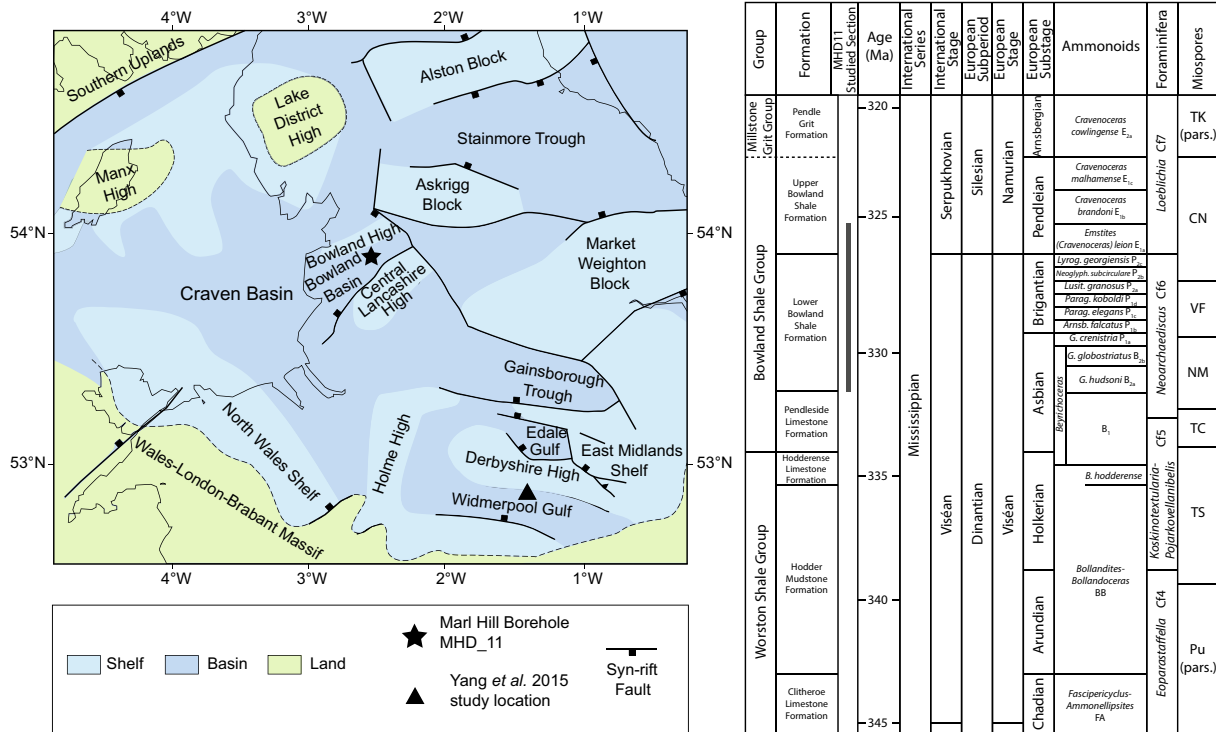 4°W
3°W
2°W
1°W
Southern Uplands
Alston Block
Lake
District
High
Stainmore Trough
Manx
High
Askrigg
Block
54°N
54°N
Bowland High
Bowland
Basin
Market
Weighton
Block
Craven Basin
Central
Lancashire
High
Gainsborough
Trough
North Wales Shelf
Holme High
Edale
Gulf
East Midlands
Shelf
53°N
53°N
Derbyshire High
Wales-London-Brabant Massif
Widmerpool Gulf
4°W
3°W
2°W
1°W
Shelf
Basin
Land
Marl Hill Borehole
MHD_11
Yang et al. 2015
study location
Syn-rift
Fault
Group
Formation
MHD11
Studied Section
Age
(Ma)
International
Series
International
Stage
European
Subperiod
European
Stage
European
Substage
Ammonoids
Foraminifera
Miospores
Millstone
Grit Group
Bowland Shale Group
Worston Shale Group
Pendle
Grit
Formation
Upper
Bowland
Shale
Formation
Lower
Bowland
Shale
Formation
Pendleside
Limestone
Formation
Hodderense
Limestone
Formation
Hodder
Mudstone
Formation
Clitheroe
Limestone
Formation
320
325
330
335
340
345
Mississippian
Serpukhovian
Viséan
Silesian
Dinantian
Namurian
Viséan
Arnsbergian
Pendleian
Brigantian
Asbian
Holkerian
Arundian
Chadian
Cravenoceras
cowlingense E2a
Cravenoceras
malhamense E1c
Cravenoceras
brandoni E1b
Emstites
(Cravenoceras) leion E1a
Lyrog. georgiensis P2c
Neoglyph. subcirculare P2b
Lusit. granosus P2a
Parag. koboldi P1d
Parag. elegans P1c
Arnsb. falcatus P1b
G. crenistria P1a
Beyrichoceras
G. globostriatus B2b
G. hudsoni B2a
B1
B. hodderense
Bollandites-
Bollandoceras
BB
Fascipericyclus-
Ammonellipsites
FA
Loeblichia Cf7
Neoarchaediscus Cf6
Cf5
Koskinotextularia-
Pojarkovellanibelis
Eoparastaffella Cf4
TK
(pars.)
CN
VF
NM
TC
TS
Pu
(pars.)